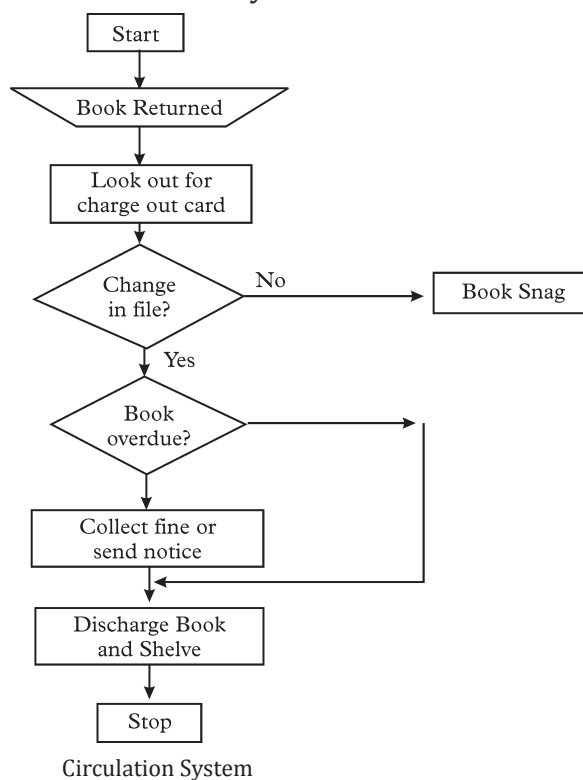 Start
Book Returned
Look out for
charge out card
Change
in file?
No
Book Snag
Yes
Book
overdue?
Collect fine or
send notice
Discharge Book
and Shelve
Stop
Circulation System